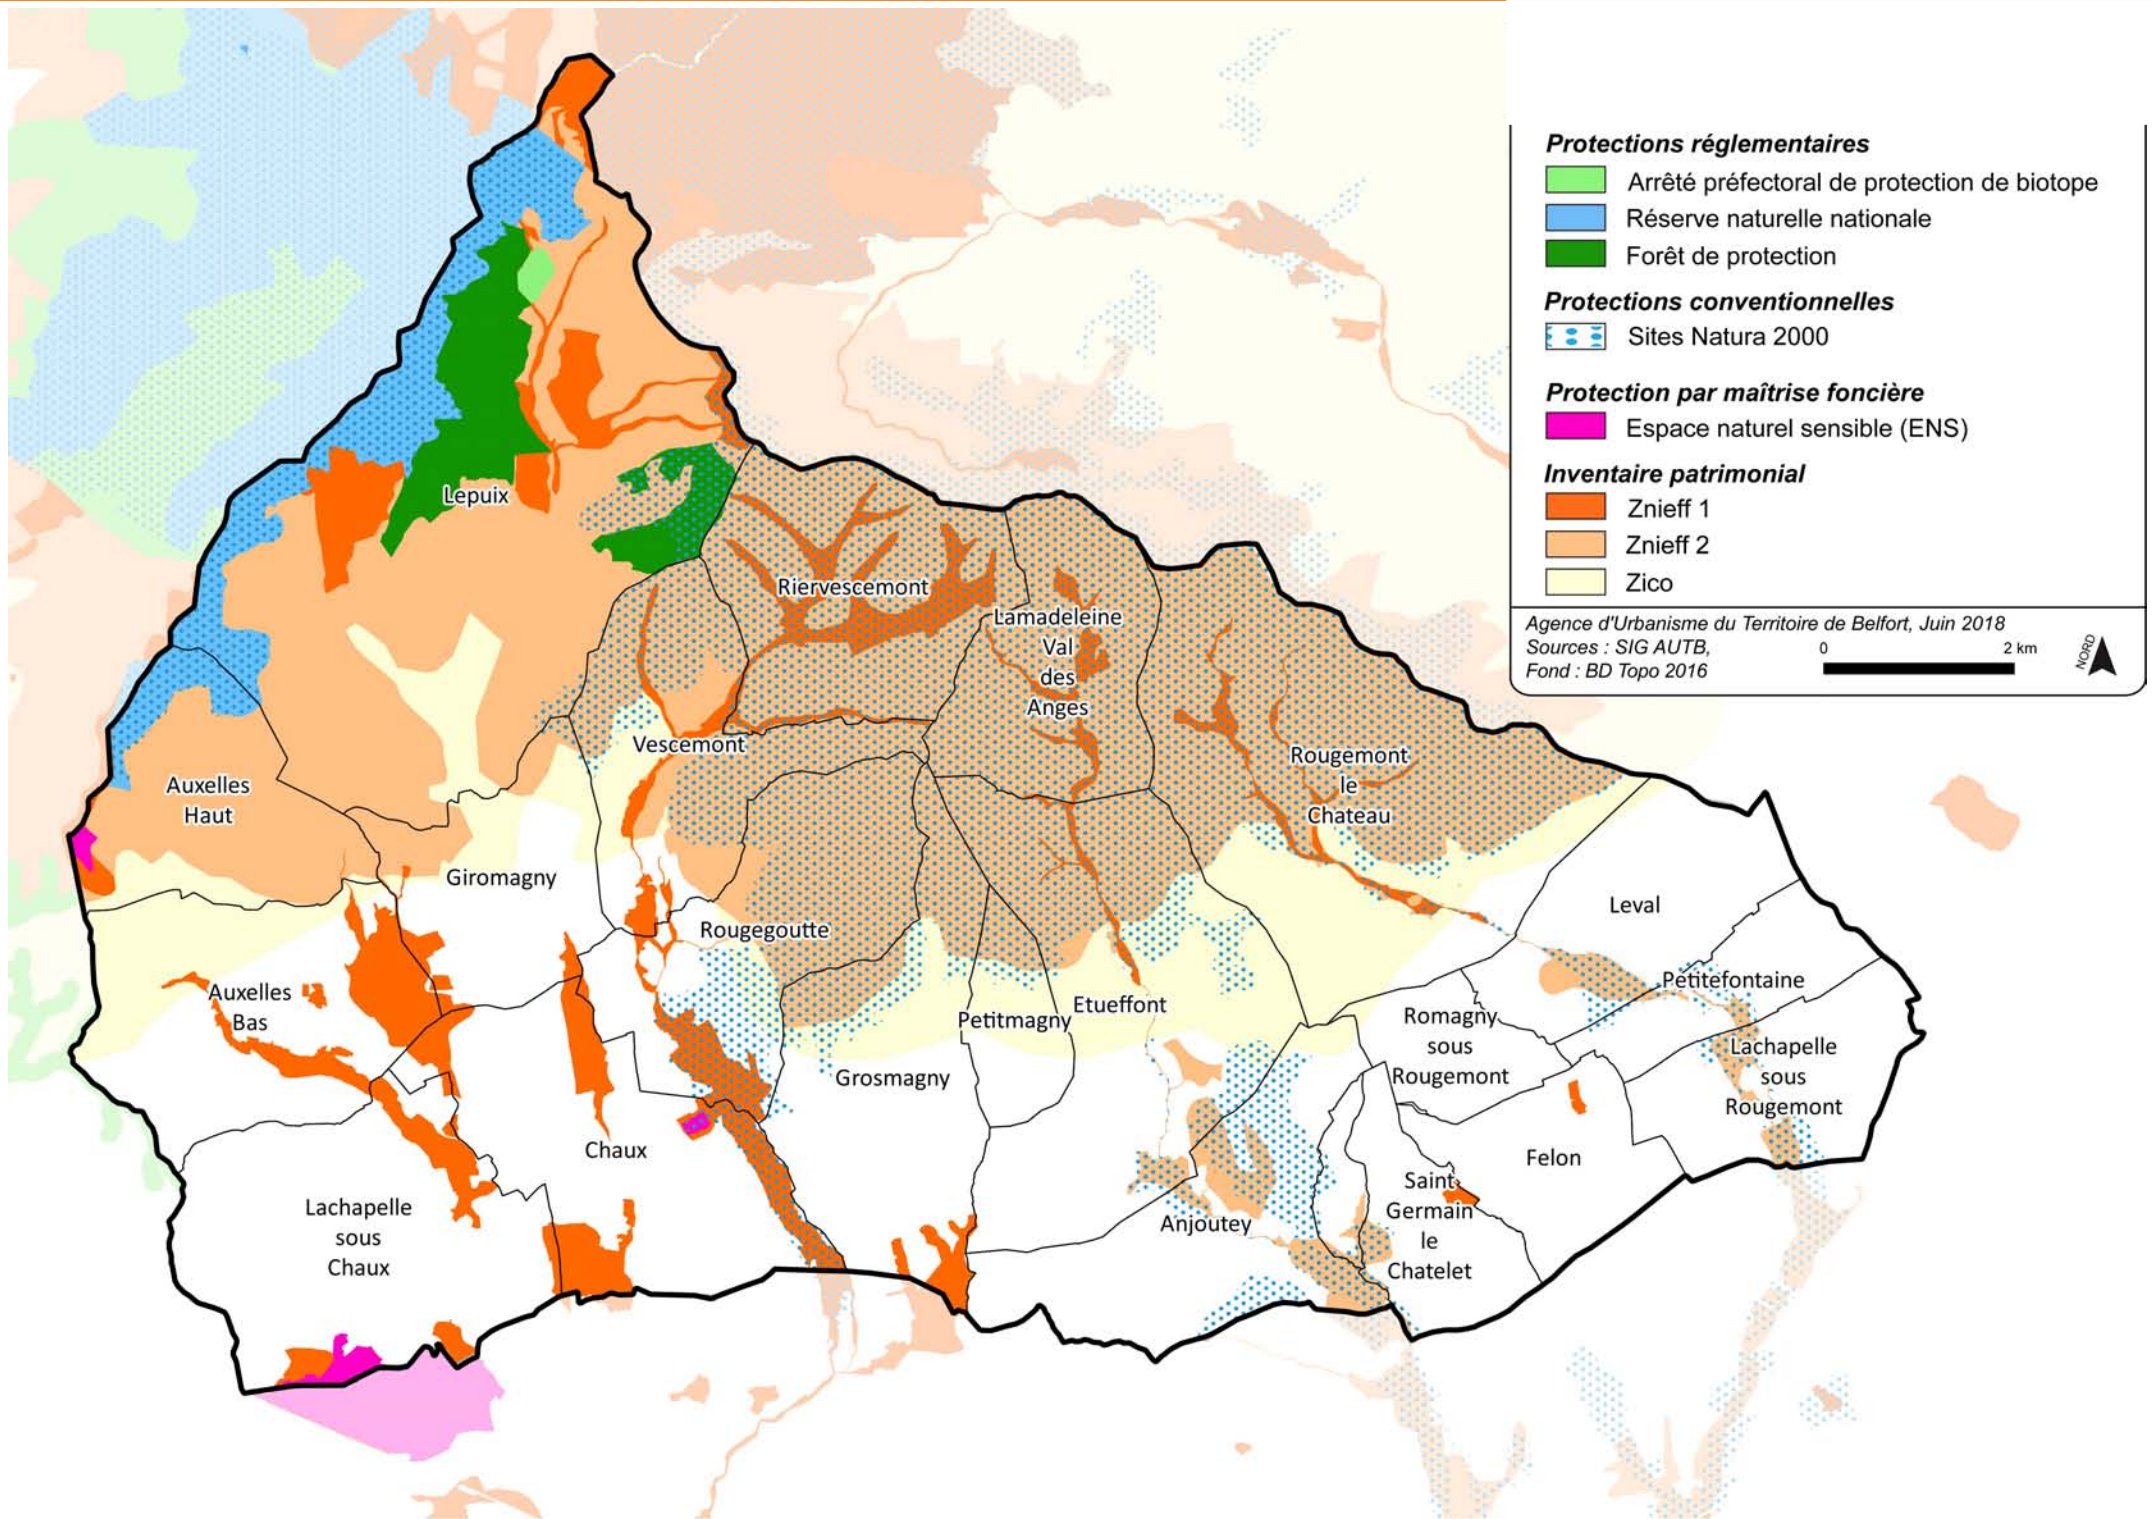 Protections réglementaires
Arrêté préfectoral de protection de biotope
Réserve naturelle nationale
Forêt de protection
Protections conventionnelles
Sites Natura 2000
Protection par maîtrise foncière
Espace naturel sensible (ENS)
Inventaire patrimonial
Znieff 1
Znieff 2
Zico
Agence d'Urbanisme du Territoire de Belfort, Juin 2018
Sources : SIG AUTB,
Fond : BD Topo 2016
0 2 km
NORD
Lepuix
Riervescemont
Lamadeleine
Val
des
Anges
Vescemont
Rougemont
le
Chateau
Auxelles
Haut
Giromagny
Rougegoutte
Leval
Auxelles
Bas
Petitefontaine
Etueffont
Petitmagny
Romagny
sous
Rougemont
Lachapelle
sous
Rougemont
Grosmagny
Chaux
Felon
Saint
Germain
le
Chatelet
Anjoutey
Lachapelle
sous
Chaux